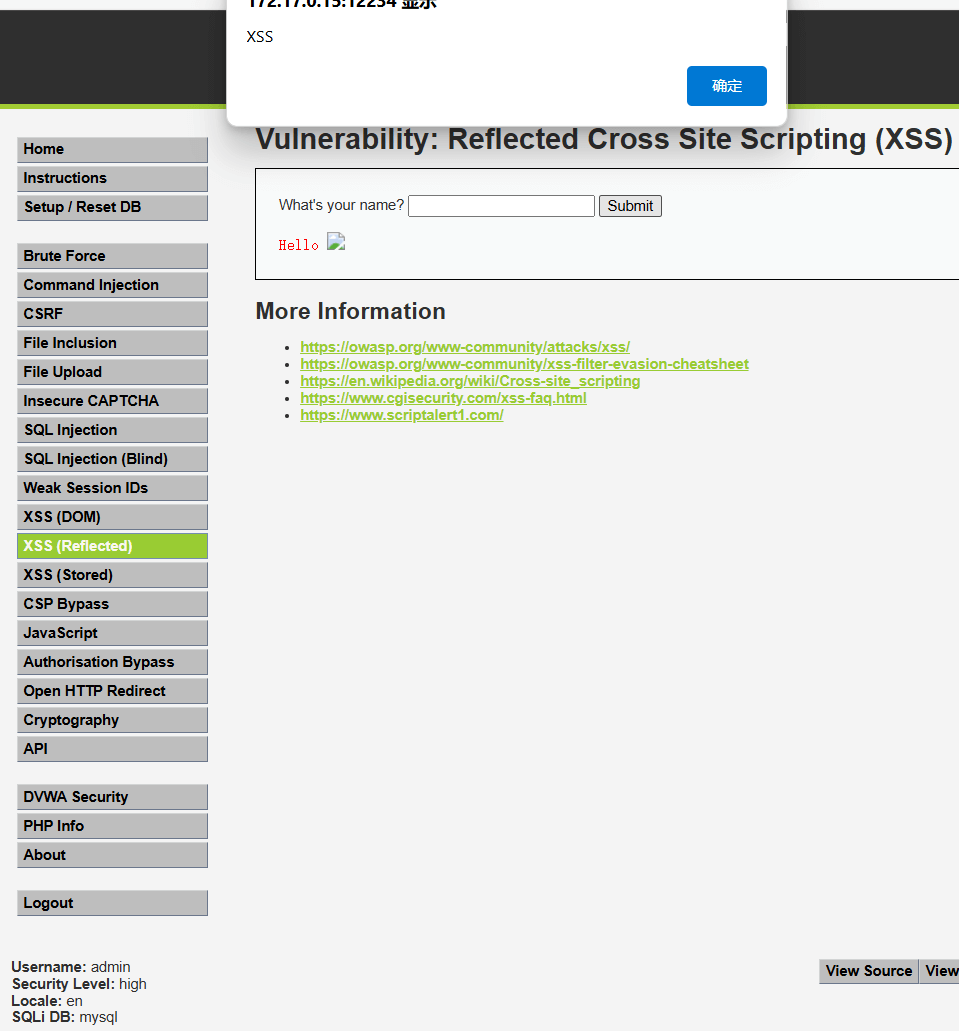 172.17.0.15:12234 显示
XSS
确定
Vulnerability: Reflected Cross Site Scripting (XSS)
Home
Instructions
Setup / Reset DB
Brute Force
Command Injection
CSRF
File Inclusion
File Upload
Insecure CAPTCHA
SQL Injection
SQL Injection (Blind)
Weak Session IDs
XSS (DOM)
XSS (Reflected)
XSS (Stored)
CSP Bypass
JavaScript
Authorisation Bypass
Open HTTP Redirect
Cryptography
API
DVWA Security
PHP Info
About
Logout
What's your name?
Submit
Hello
More Information
https://owasp.org/www-community/attacks/xss/
https://owasp.org/www-community/xss-filter-evasion-cheatsheet
https://en.wikipedia.org/wiki/Cross-site_scripting
https://www.cgisecurity.com/xss-faq.html
https://www.scriptalert1.com/
Username: admin
Security Level: high
Locale: en
SQLi DB: mysql
View Source
View